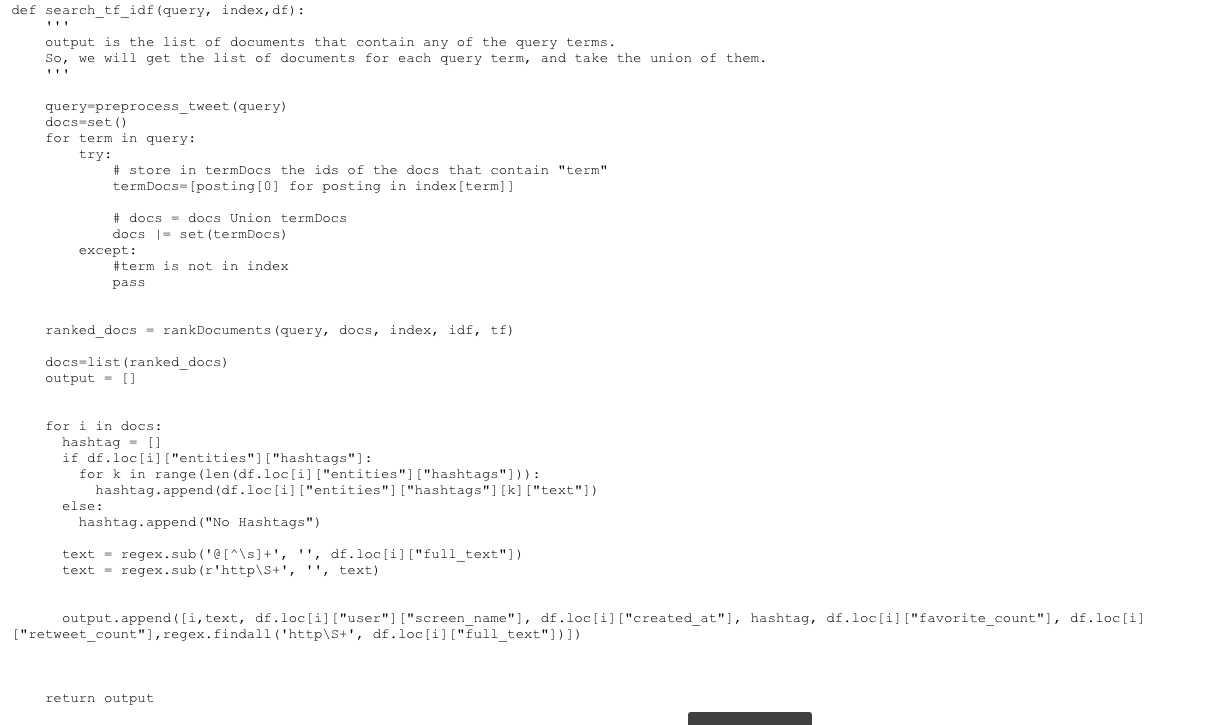 def search_tf_idf(query, index,df):
    '''
    output is the list of documents that contain any of the query terms.
    So, we will get the list of documents for each query term, and take the union of them.
    '''
    query=preprocess_tweet(query)
    docs=set()
    for term in query:
        try:
            # store in termDocs the ids of the docs that contain "term"
            termDocs=[posting[0] for posting in index[term]]
            # docs = docs Union termDocs
            docs |= set(termDocs)
        except:
            #term is not in index
            pass
    ranked_docs = rankDocuments(query, docs, index, idf, tf)
    docs=list(ranked_docs)
    output = []
    for i in docs:
      hashtag = []
      if df.loc[i]["entities"]["hashtags"]:
        for k in range(len(df.loc[i]["entities"]["hashtags"])):
          hashtag.append(df.loc[i]["entities"]["hashtags"][k]["text"])
      else:
        hashtag.append("No Hashtags")
      text = regex.sub('@[^\s]+', '', df.loc[i]["full_text"])
      text = regex.sub(r'http\S+', '', text)
      output.append([i,text, df.loc[i]["user"]["screen_name"], df.loc[i]["created_at"], hashtag, df.loc[i]["favorite_count"], df.loc[i]
["retweet_count"],regex.findall('http\S+', df.loc[i]["full_text"])])
    return output